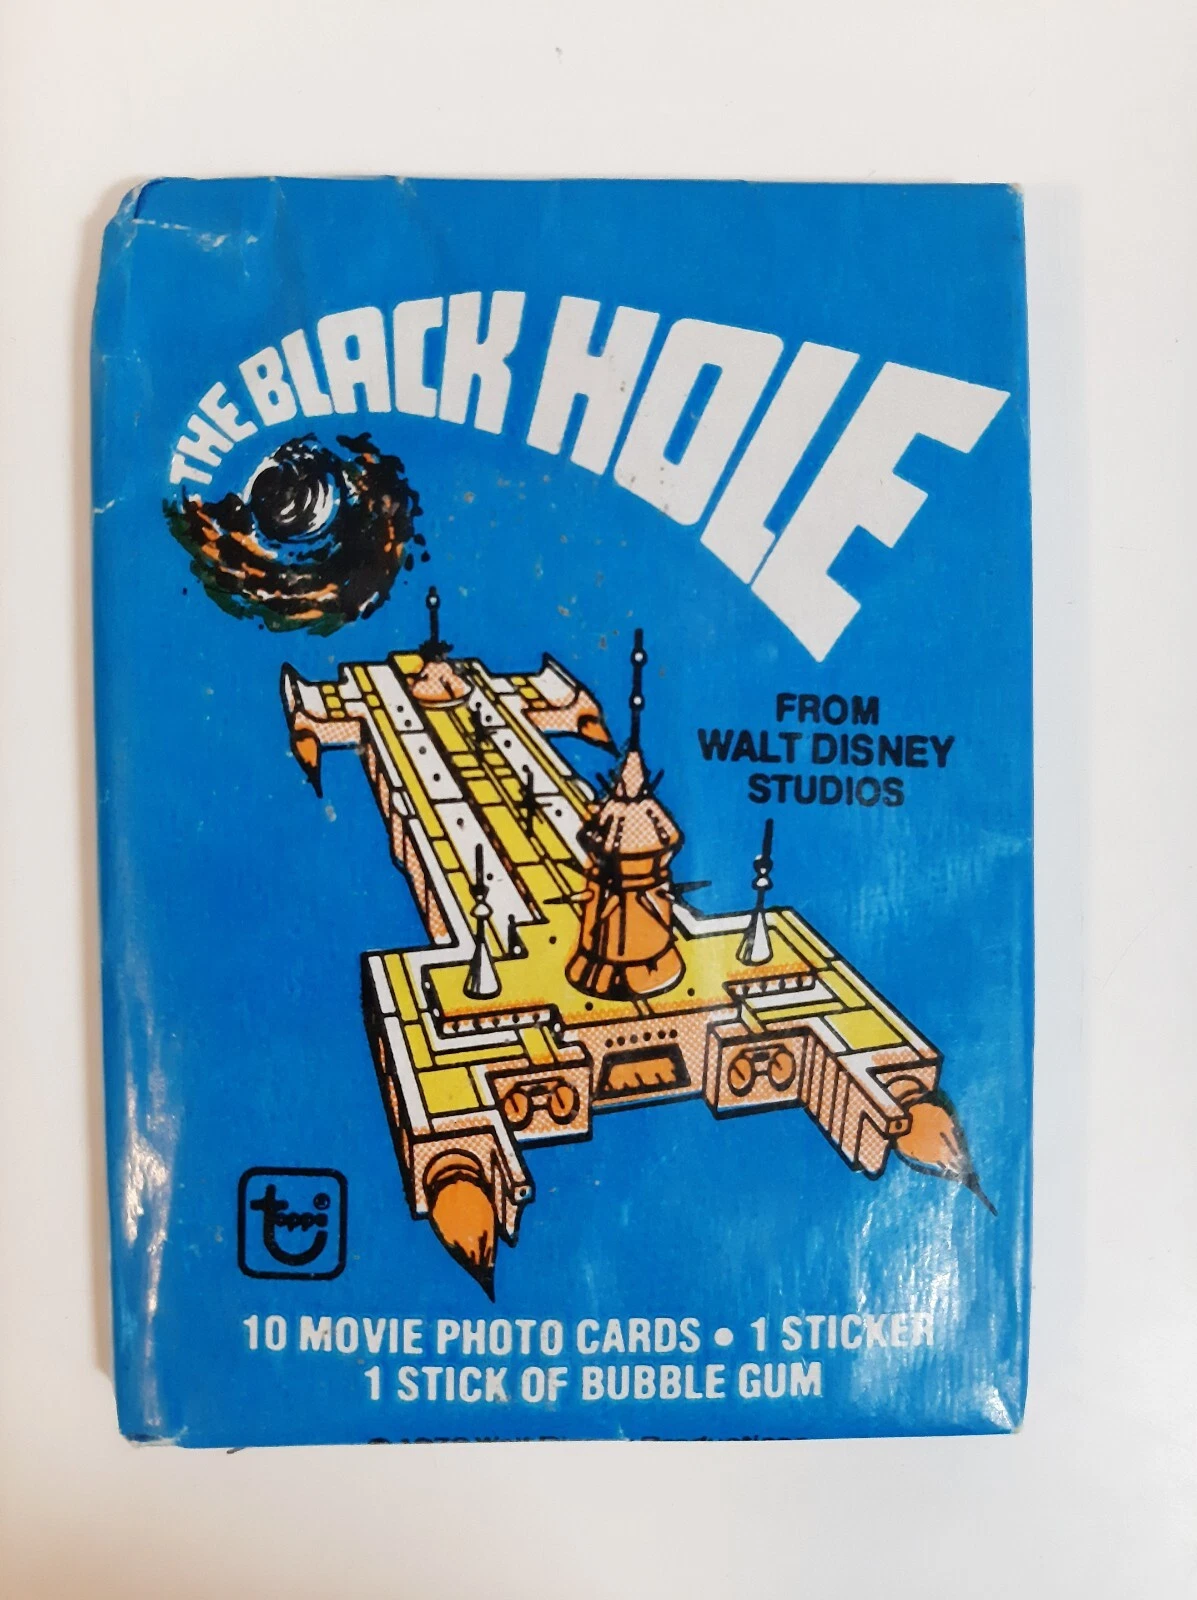 THE BLACK HOLE
FROM
WALT DISNEY
STUDIOS
topps®
10 MOVIE PHOTO CARDS • 1 STICKER
1 STICK OF BUBBLE GUM